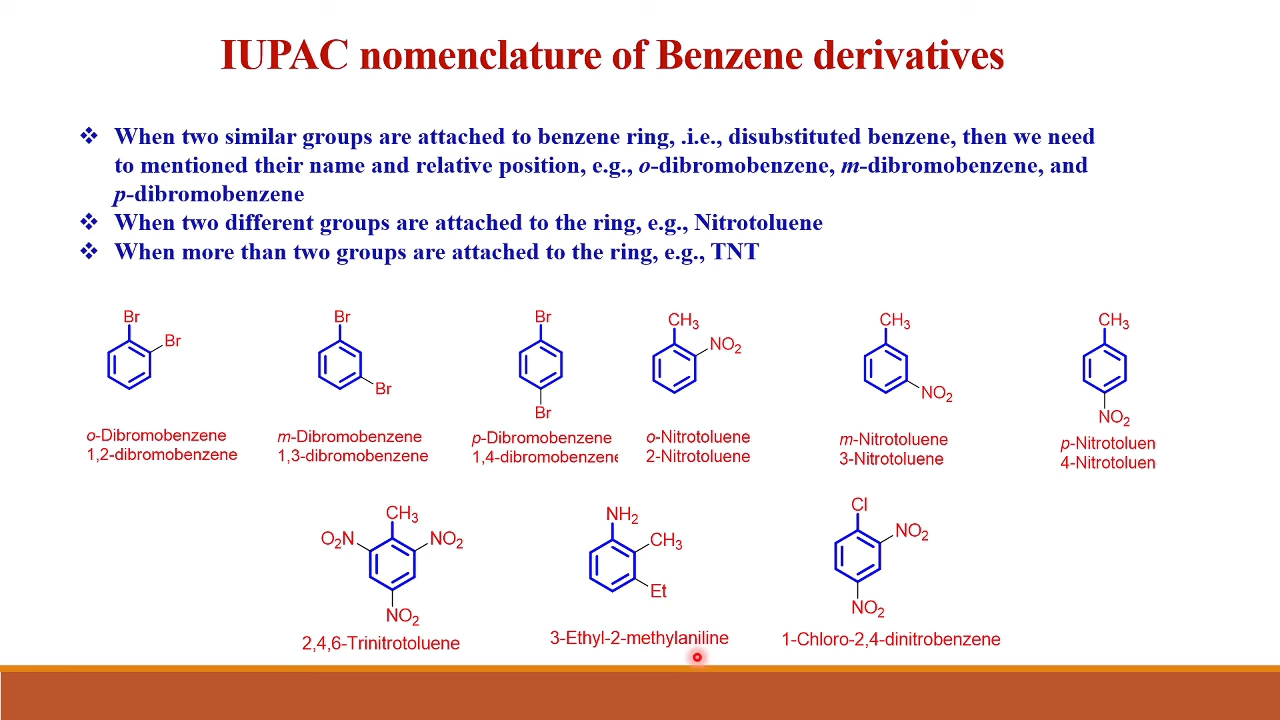 IUPAC nomenclature of Benzene derivatives
❖ When two similar groups are attached to benzene ring, .i.e., disubstituted benzene, then we need
to mentioned their name and relative position, e.g., o-dibromobenzene, m-dibromobenzene, and
p-dibromobenzene
❖ When two different groups are attached to the ring, e.g., Nitrotoluene
❖ When more than two groups are attached to the ring, e.g., TNT
Br
Br
o-Dibromobenzene
1,2-dibromobenzene
Br
Br
m-Dibromobenzene
1,3-dibromobenzene
Br
Br
p-Dibromobenzene
1,4-dibromobenzene
CH3
NO2
o-Nitrotoluene
2-Nitrotoluene
CH3
NO2
m-Nitrotoluene
3-Nitrotoluene
CH3
NO2
p-Nitrotoluen
4-Nitrotoluen
CH3
O2N
NO2
NO2
2,4,6-Trinitrotoluene
NH2
CH3
Et
3-Ethyl-2-methylaniline
Cl
NO2
NO2
1-Chloro-2,4-dinitrobenzene